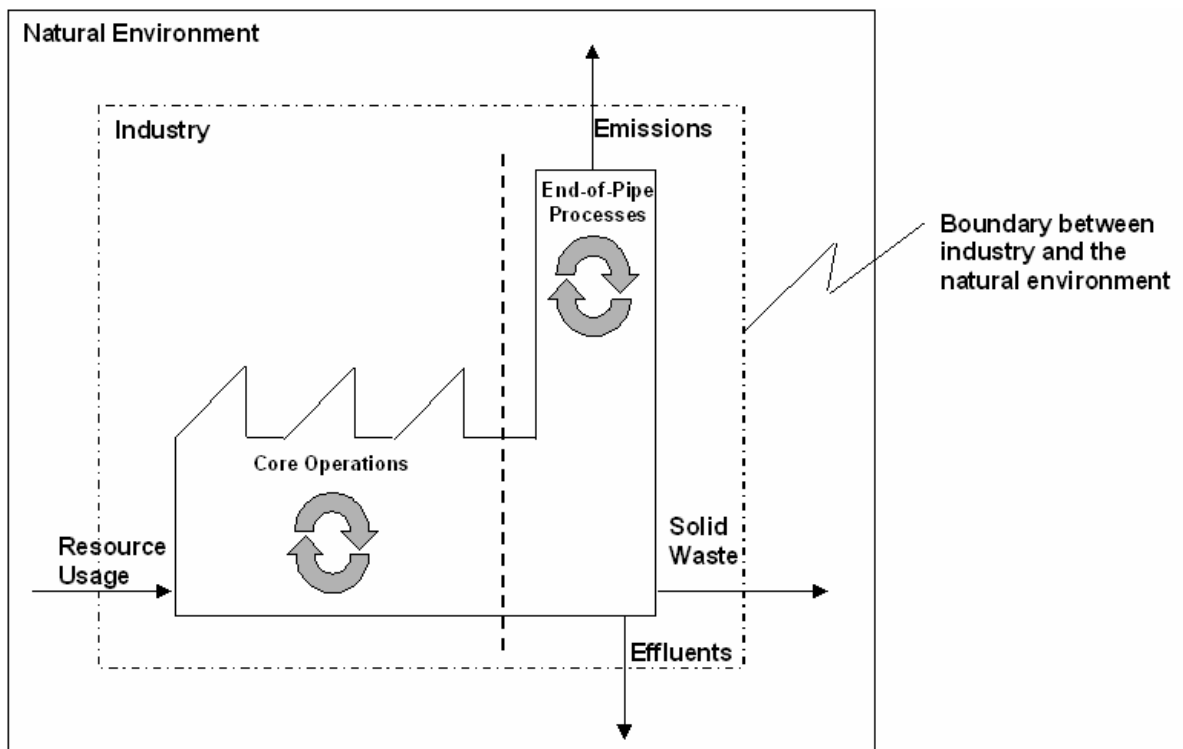 Natural Environment
Industry
Emissions
End-of-Pipe
Processes
Boundary between
industry and the
natural environment
Core Operations
Resource
Usage
Solid
Waste
Effluents